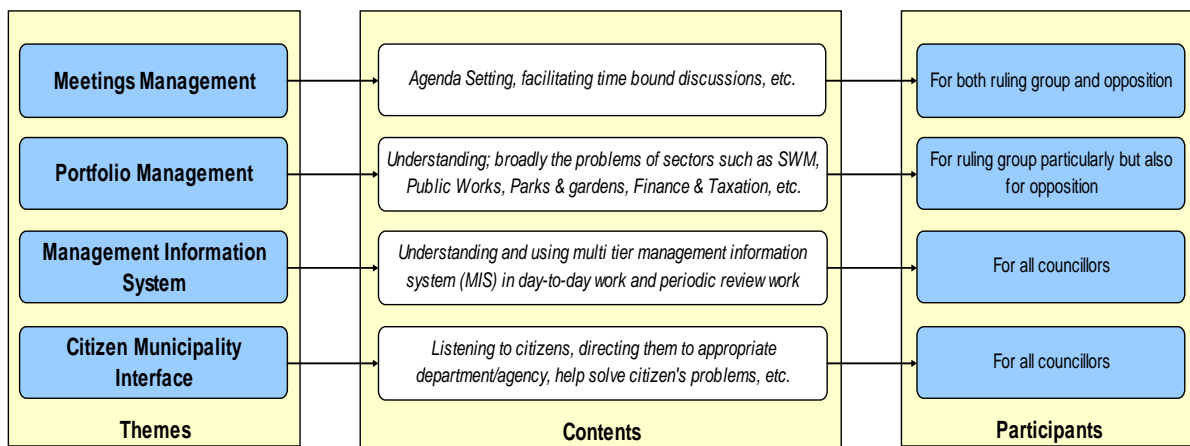 Meetings Management
Agenda Setting, facilitating time bound discussions, etc.
For both ruling group and opposition
Portfolio Management
Understanding; broadly the problems of sectors such as SWM,
Public Works, Parks & gardens, Finance & Taxation, etc.
For ruling group particularly but also
for opposition
Management Information
System
Understanding and using multi tier management information
system (MIS) in day-to-day work and periodic review work
For all councillors
Citizen Municipality
Interface
Listening to citizens, directing them to appropriate
department/agency, help solve citizen's problems, etc.
For all councillors
Themes
Contents
Participants